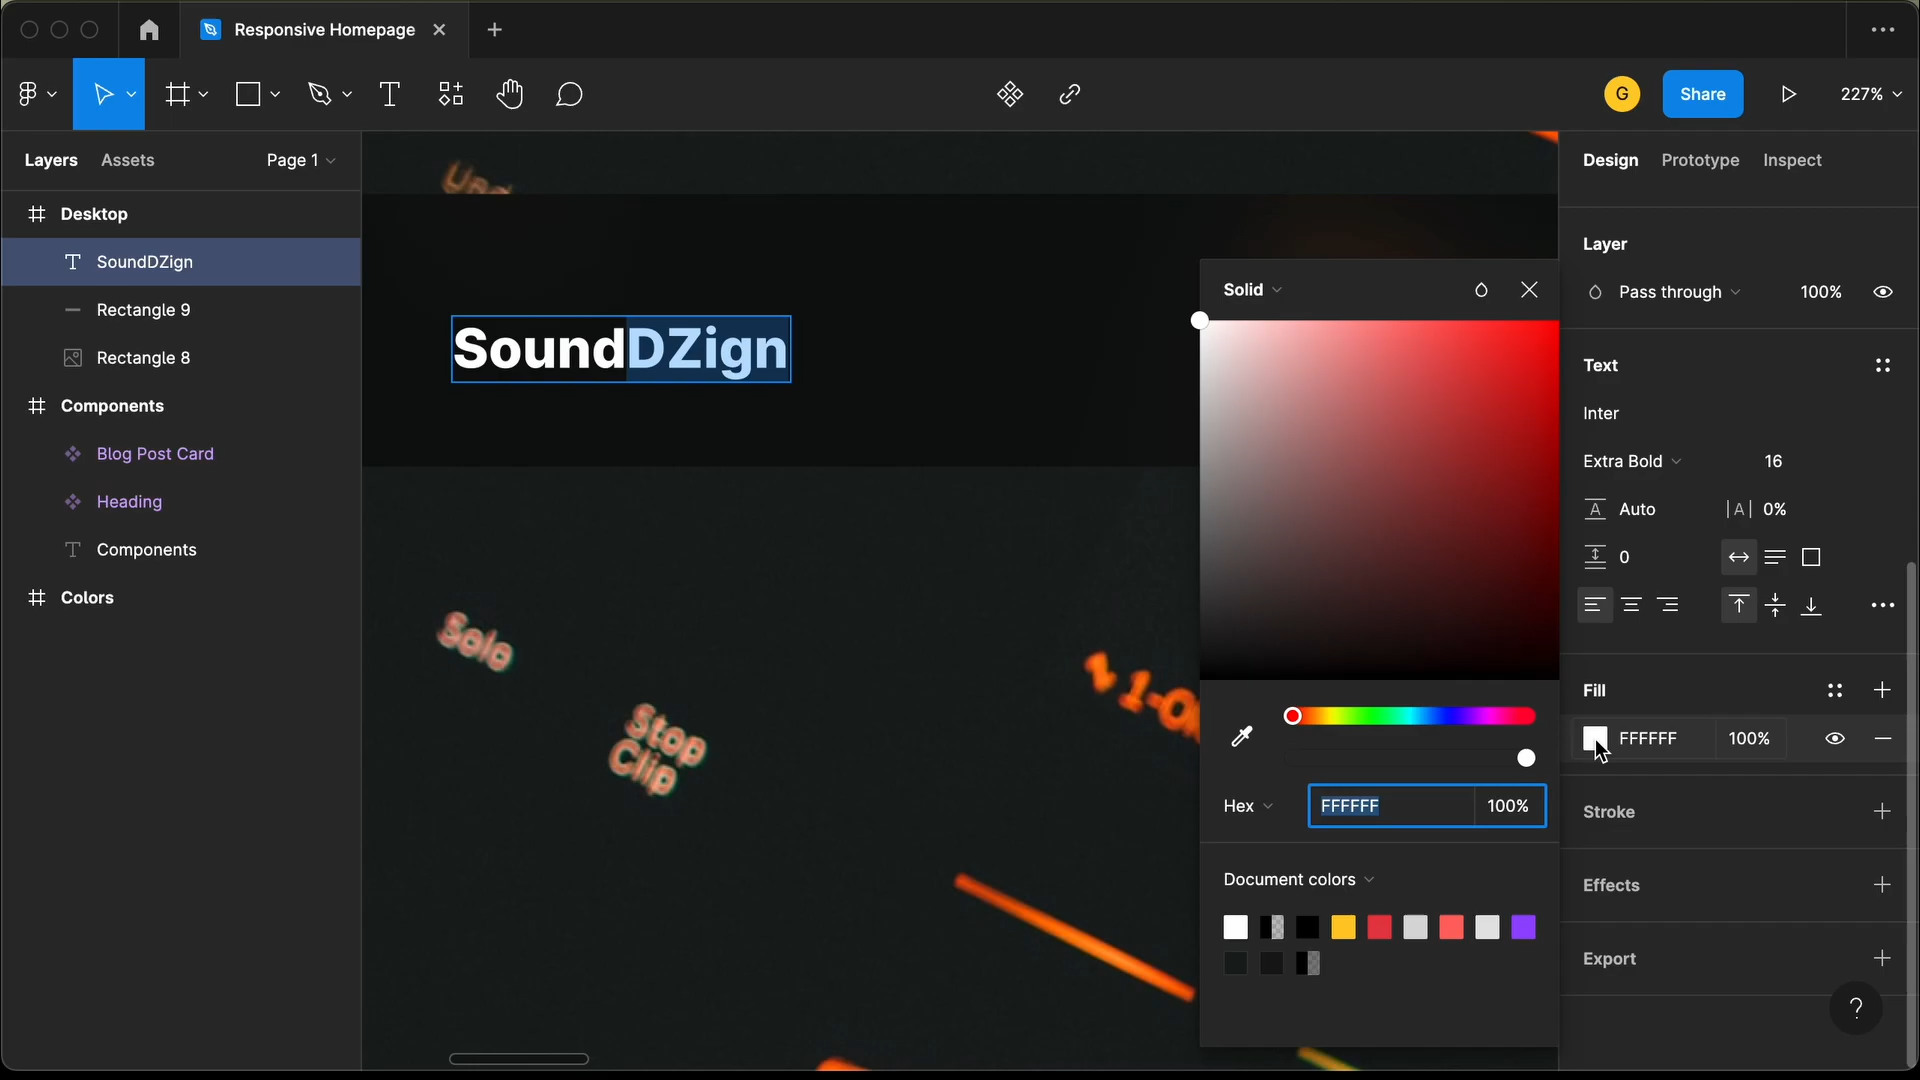 Responsive Homepage
G
Share
227%
Layers
Assets
Page 1
Desktop
SoundDZign
Rectangle 9
Rectangle 8
Components
Blog Post Card
Heading
Components
Colors
SoundDZign
Solo
Stop
Clip
Solid
Hex
FFFFFF
100%
Document colors
Design
Prototype
Inspect
Layer
Pass through
100%
Text
Inter
Extra Bold
16
Auto
|A| 0%
0
Fill
FFFFFF
100%
Stroke
Effects
Export
?